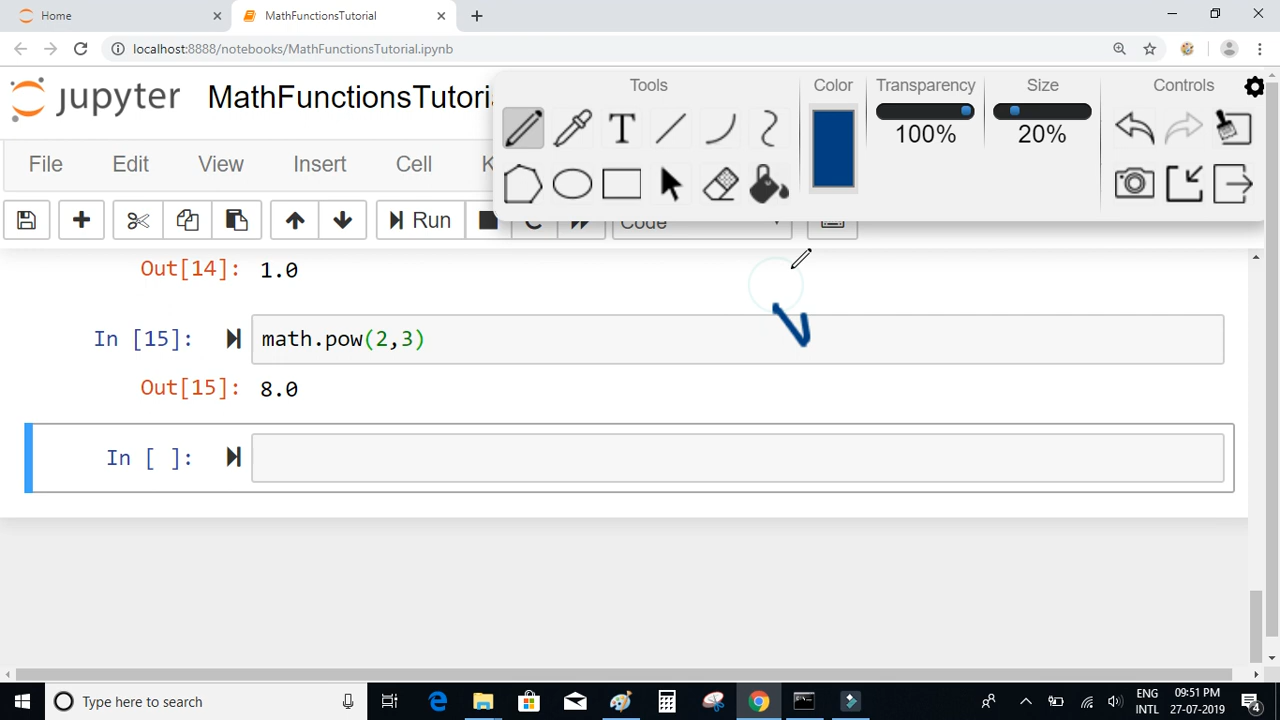 Home
MathFunctionsTutorial
localhost:8888/notebooks/MathFunctionsTutorial.ipynb
jupyter MathFunctionsTutoria
Tools Color Transparency Size Controls
T 100% 20%
File Edit View Insert Cell K
Run Code
Out[14]: 1.0
In [15]: math.pow(2,3)
Out[15]: 8.0
In [ ]:
Type here to search
ENG 09:51 PM
INTL 27-07-2019 4